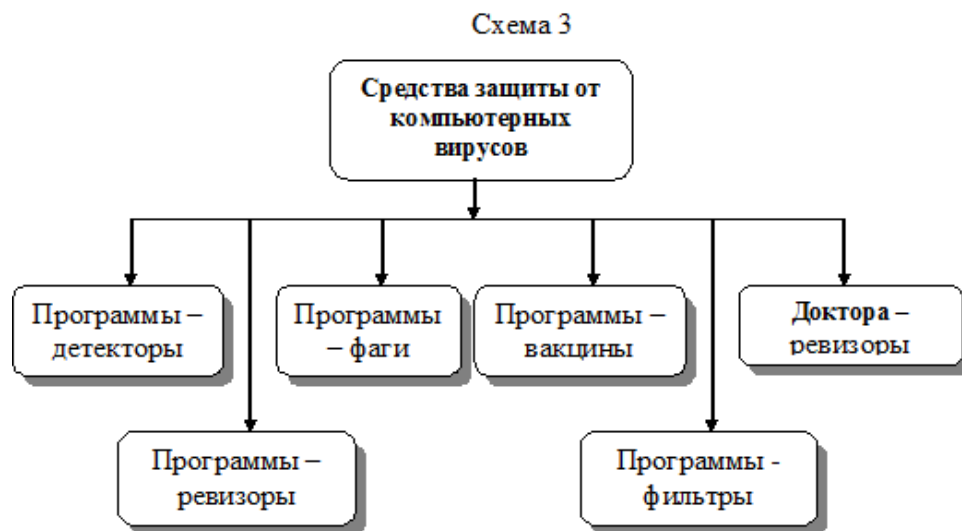 Схема 3
Средства защиты от
компьютерных
вирусов
Программы –
детекторы
Программы
– фаги
Программы –
вакцины
Доктора –
ревизоры
Программы –
ревизоры
Программы -
фильтры